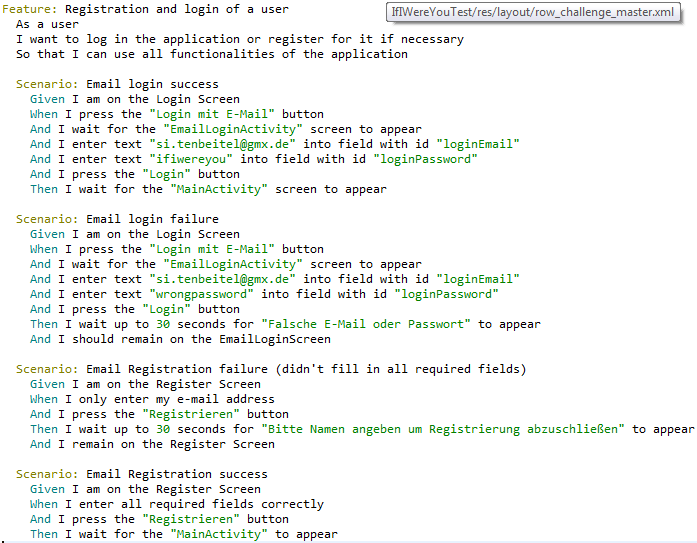 Feature: Registration and login of a user
IfIWereYouTest/res/layout/row_challenge_master.xml
As a user
I want to log in the application or register for it if necessary
So that I can use all functionalities of the application
Scenario: Email login success
Given I am on the Login Screen
When I press the "Login mit E-Mail" button
And I wait for the "EmailLoginActivity" screen to appear
And I enter text "si.tenbeitel@gmx.de" into field with id "loginEmail"
And I enter text "ifiwereyou" into field with id "loginPassword"
And I press the "Login" button
Then I wait for the "MainActivity" screen to appear
Scenario: Email login failure
Given I am on the Login Screen
When I press the "Login mit E-Mail" button
And I wait for the "EmailLoginActivity" screen to appear
And I enter text "si.tenbeitel@gmx.de" into field with id "loginEmail"
And I enter text "wrongpassword" into field with id "loginPassword"
And I press the "Login" button
Then I wait up to 30 seconds for "Falsche E-Mail oder Passwort" to appear
And I should remain on the EmailLoginScreen
Scenario: Email Registration failure (didn't fill in all required fields)
Given I am on the Register Screen
When I only enter my e-mail address
And I press the "Registrieren" button
Then I wait up to 30 seconds for "Bitte Namen angeben um Registrierung abzuschließen" to appear
And I remain on the Register Screen
Scenario: Email Registration success
Given I am on the Register Screen
When I enter all required fields correctly
And I press the "Registrieren" button
Then I wait for the "MainActivity" to appear